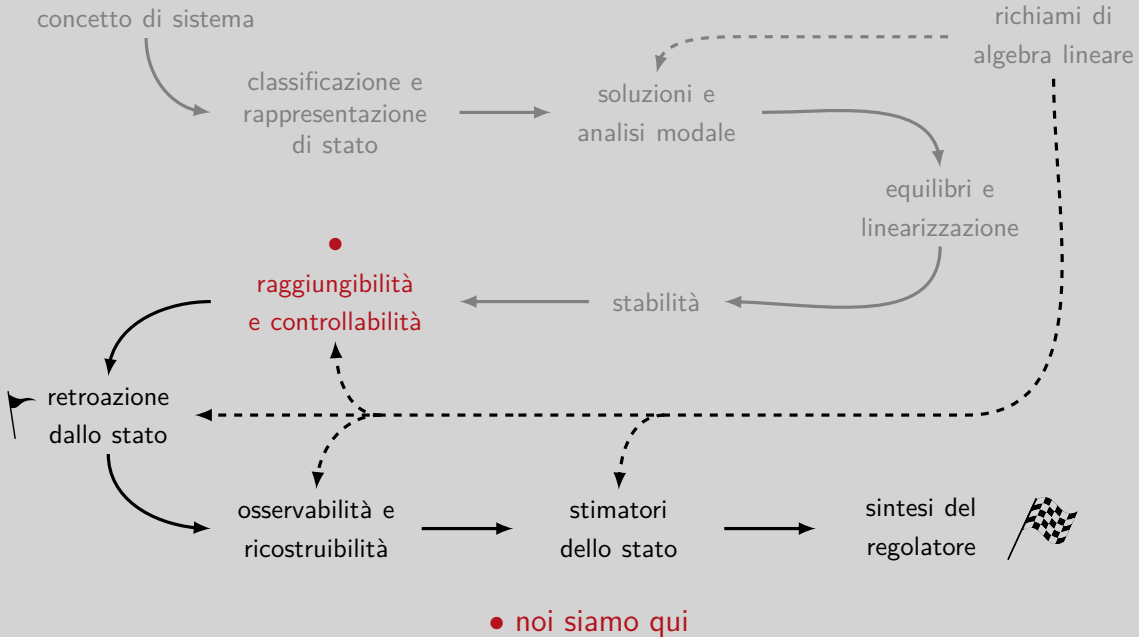 concetto di sistema
richiami di
algebra lineare
classificazione e
rappresentazione
di stato
soluzioni e
analisi modale
equilibri e
linearizzazione
raggiungibilità
e controllabilità
stabilità
retroazione
dallo stato
osservabilità e
ricostruibilità
stimatori
dello stato
sintesi del
regolatore
noi siamo qui